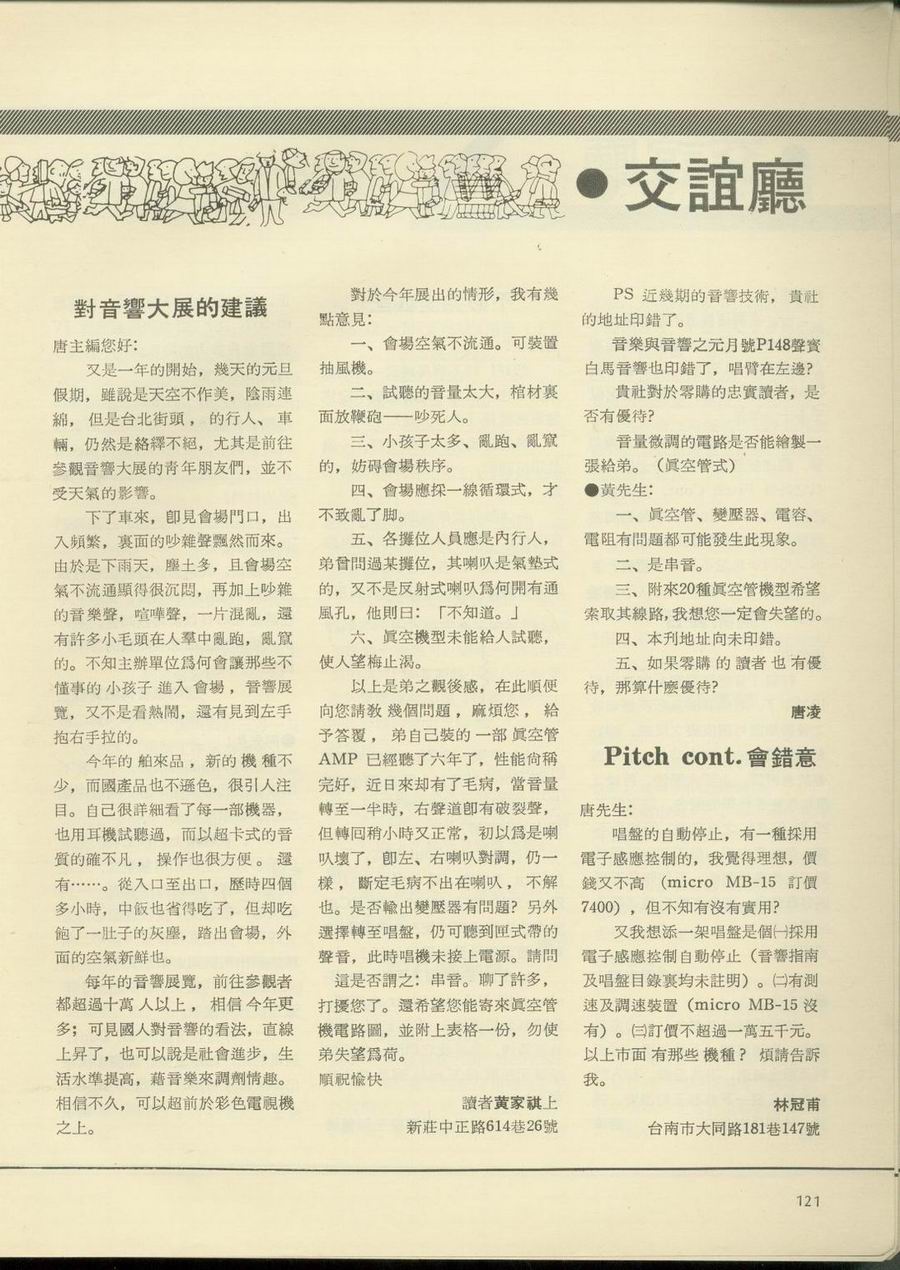 ●交誼廳
對音響大展的建議
唐主編您好：
又是一年的開始，幾天的元旦
假期，雖說是天空不作美，陰雨連
綿，但是台北街頭，的行人、車
輛，仍然是絡繹不絕，尤其是前往
參觀音響大展的靑年朋友們，並不
受天氣的影響。
下了車來，卽見會場門口，出
入頻繁，裏面的吵雜聲飄然而來。
由於是下雨天，塵土多，且會場空
氣不流通顯得很沉悶，再加上吵雜
的音樂聲，喧嘩聲，一片混亂，還
有許多小毛頭在人羣中亂跑，亂竄
的。不知主辦單位爲何會讓那些不
懂事的小孩子進入會場，音響展
覽，又不是看熱鬧，還有見到左手
抱右手拉的。
今年的舶來品，新的機種不
少，而國產品也不遜色，很引人注
目。自己很詳細看了每一部機器，
也用耳機試聽過，而以超卡式的音
質的確不凡，操作也很方便。還
有……。從入口至出口，歷時四個
多小時，中飯也省得吃了，但却吃
飽了一肚子的灰塵，踏出會場，外
面的空氣新鮮也。
每年的音響展覽，前往參觀者
都超過十萬人以上，相信今年更
多；可見國人對音響的看法，直線
上昇了，也可以說是社會進步，生
活水準提高，藉音樂來調劑情趣。
相信不久，可以超前於彩色電視機
之上。
對於今年展出的情形，我有幾
點意見：
一、會場空氣不流通。可裝置
抽風機。
二、試聽的音量太大，棺材裏
面放鞭砲——吵死人。
三、小孩子太多、亂跑、亂竄
的，妨碍會場秩序。
四、會場應採一線循環式，才
不致亂了脚。
五、各攤位人員應是內行人，
弟曾問過某攤位，其喇叭是氣墊式
的，又不是反射式喇叭爲何開有通
風孔，他則曰：「不知道。」
六、眞空機型未能給人試聽，
使人望梅止渴。
以上是弟之觀後感，在此順便
向您請敎幾個問題，麻煩您，給
予答覆，弟自己裝的一部眞空管
AMP 已經聽了六年了，性能尙稱
完好，近日來却有了毛病，當音量
轉至一半時，右聲道卽有破裂聲，
但轉囘稍小時又正常，初以爲是喇
叭壞了，卽左、右喇叭對調，仍一
樣，斷定毛病不出在喇叭，不解
也。是否輸出變壓器有問題？另外
選擇轉至唱盤，仍可聽到匣式帶的
聲音，此時唱機未接上電源。請問
這是否謂之：串音。聊了許多，
打擾您了。還希望您能寄來眞空管
機電路圖，並附上表格一份，勿使
弟失望爲荷。
順祝愉快
讀者黃家祺上
新莊中正路614巷26號
PS 近幾期的音響技術，貴社
的地址印錯了。
音樂與音響之元月號P148聲寳
白馬音響也印錯了，唱臂在左邊？
貴社對於零購的忠實讀者，是
否有優待？
音量微調的電路是否能繪製一
張給弟。（眞空管式）
●黃先生：
一、眞空管、變壓器、電容、
電阻有問題都可能發生此現象。
二、是串音。
三、附來20種眞空管機型希望
索取其線路，我想您一定會失望的。
四、本刋地址向未印錯。
五、如果零購的讀者也有優
待，那算什麼優待？
唐凌
Pitch cont. 會錯意
唐先生：
唱盤的自動停止，有一種採用
電子感應控制的，我覺得理想，價
錢又不高（micro MB-15 訂價
7400），但不知有沒有實用？
又我想添一架唱盤是個㈠採用
電子感應控制自動停止（音響指南
及唱盤目錄裏均未註明）。㈡有測
速及調速裝置（micro MB-15 沒
有）。㈢訂價不超過一萬五千元。
以上市面有那些機種？煩請告訴
我。
林冠甫
台南市大同路181巷147號
121